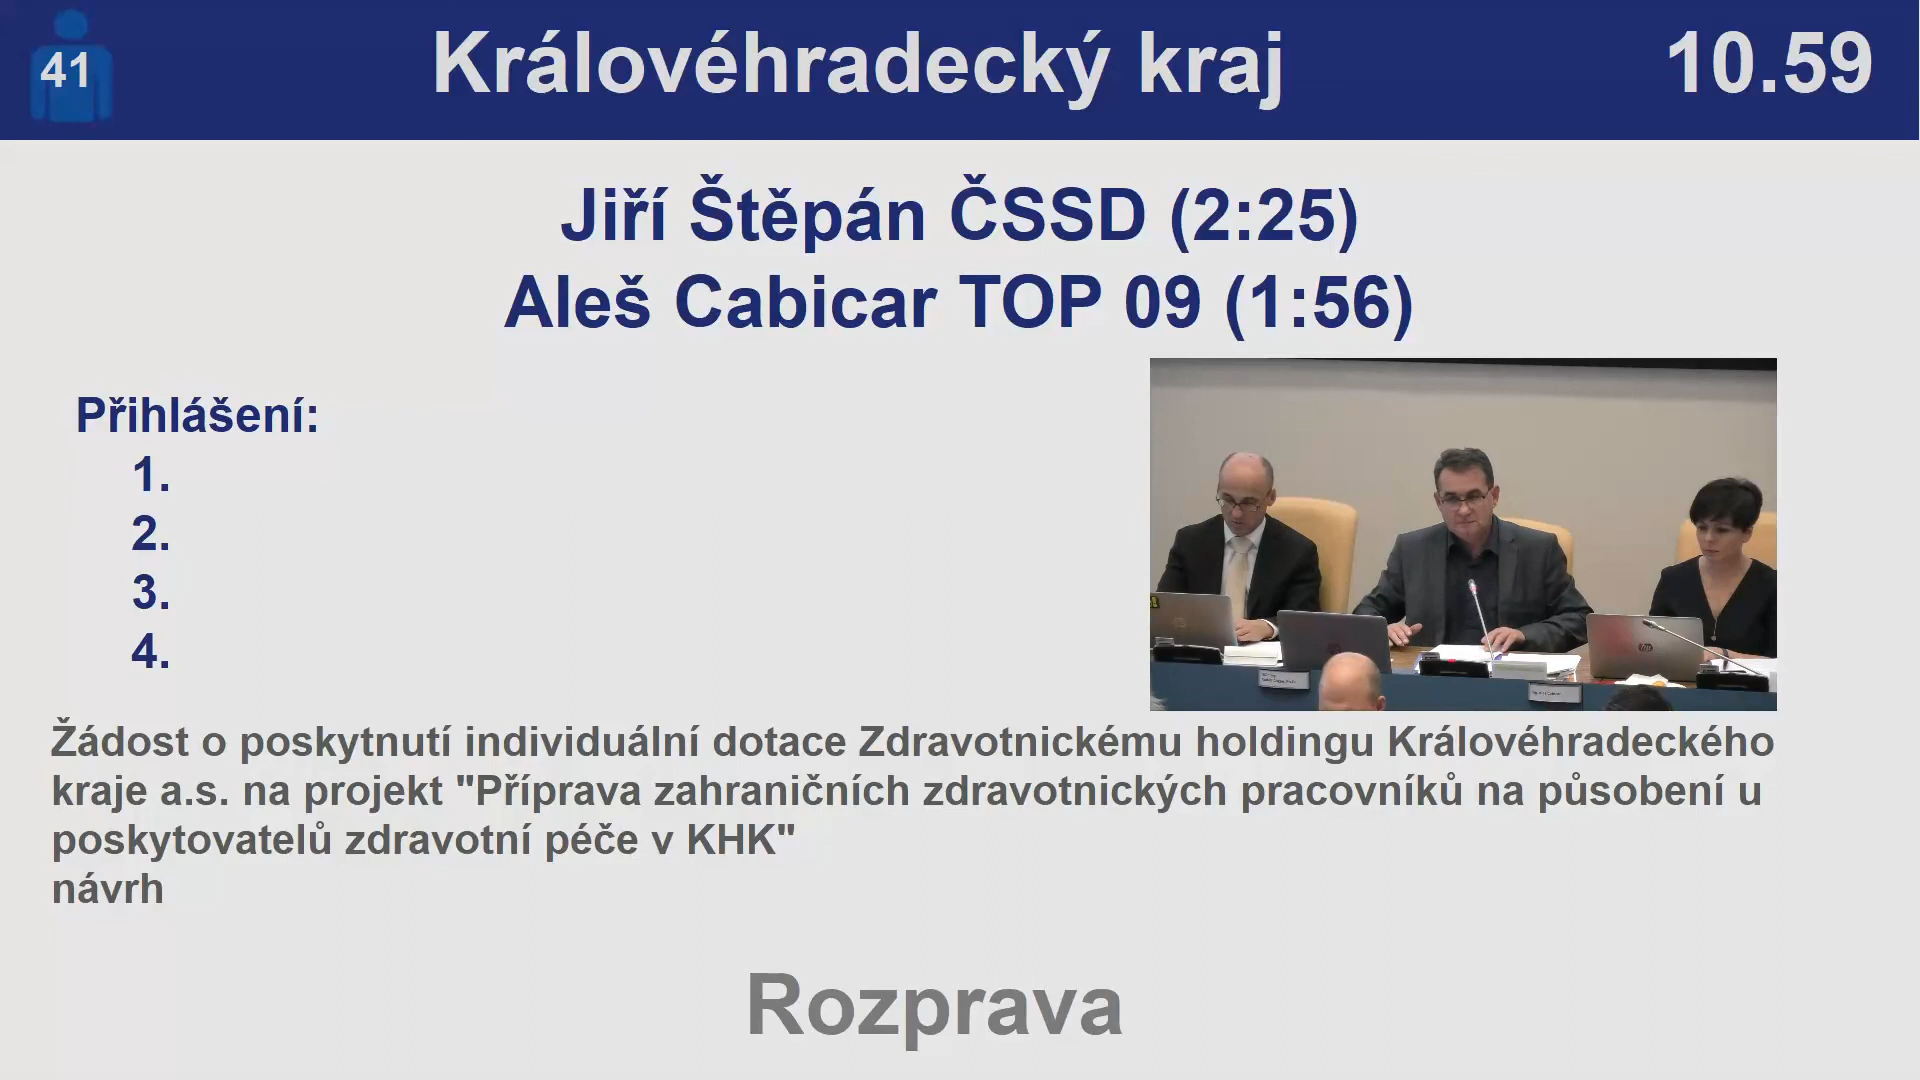 41
Královéhradecký kraj
10.59
Jiří Štěpán ČSSD (2:25)
Aleš Cabicar TOP 09 (1:56)
Přihlášení:
1.
2.
3.
4.
Žádost o poskytnutí individuální dotace Zdravotnickému holdingu Královéhradeckého
kraje a.s. na projekt "Příprava zahraničních zdravotnických pracovníků na působení u
poskytovatelů zdravotní péče v KHK"
návrh
Rozprava